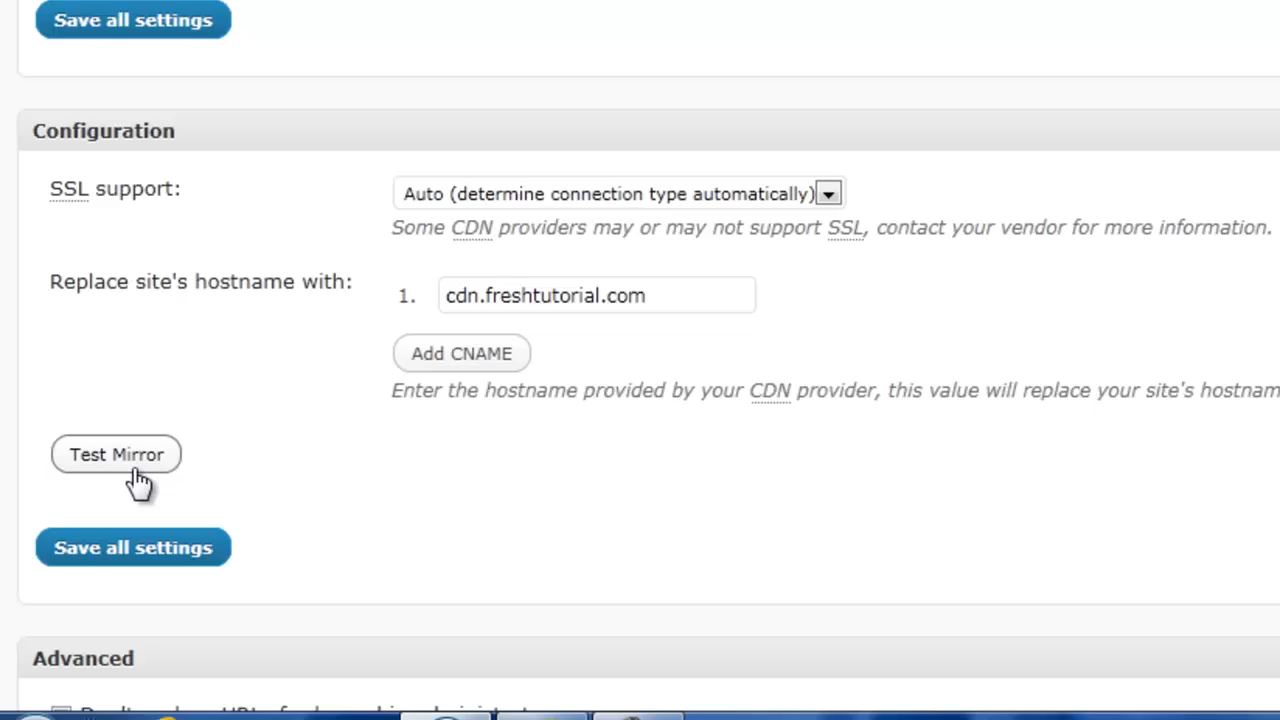 Save all settings
Configuration
SSL support:
Auto (determine connection type automatically)
Some CDN providers may or may not support SSL, contact your vendor for more information.
Replace site's hostname with:
1.
cdn.freshtutorial.com
Add CNAME
Enter the hostname provided by your CDN provider, this value will replace your site's hostnam
Test Mirror
Save all settings
Advanced